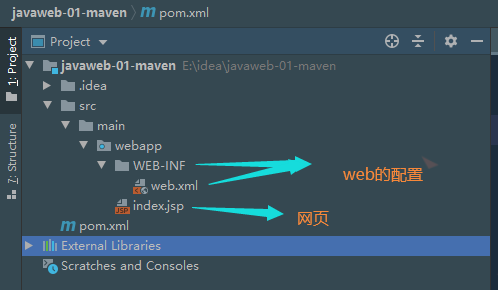 javaweb-01-maven pom.xml
1: Project
7: Structure
Project
javaweb-01-maven E:\idea\javaweb-01-maven
.idea
src
main
webapp
WEB-INF
web.xml
web的配置
index.jsp
JSP
网页
pom.xml
External Libraries
Scratches and Consoles